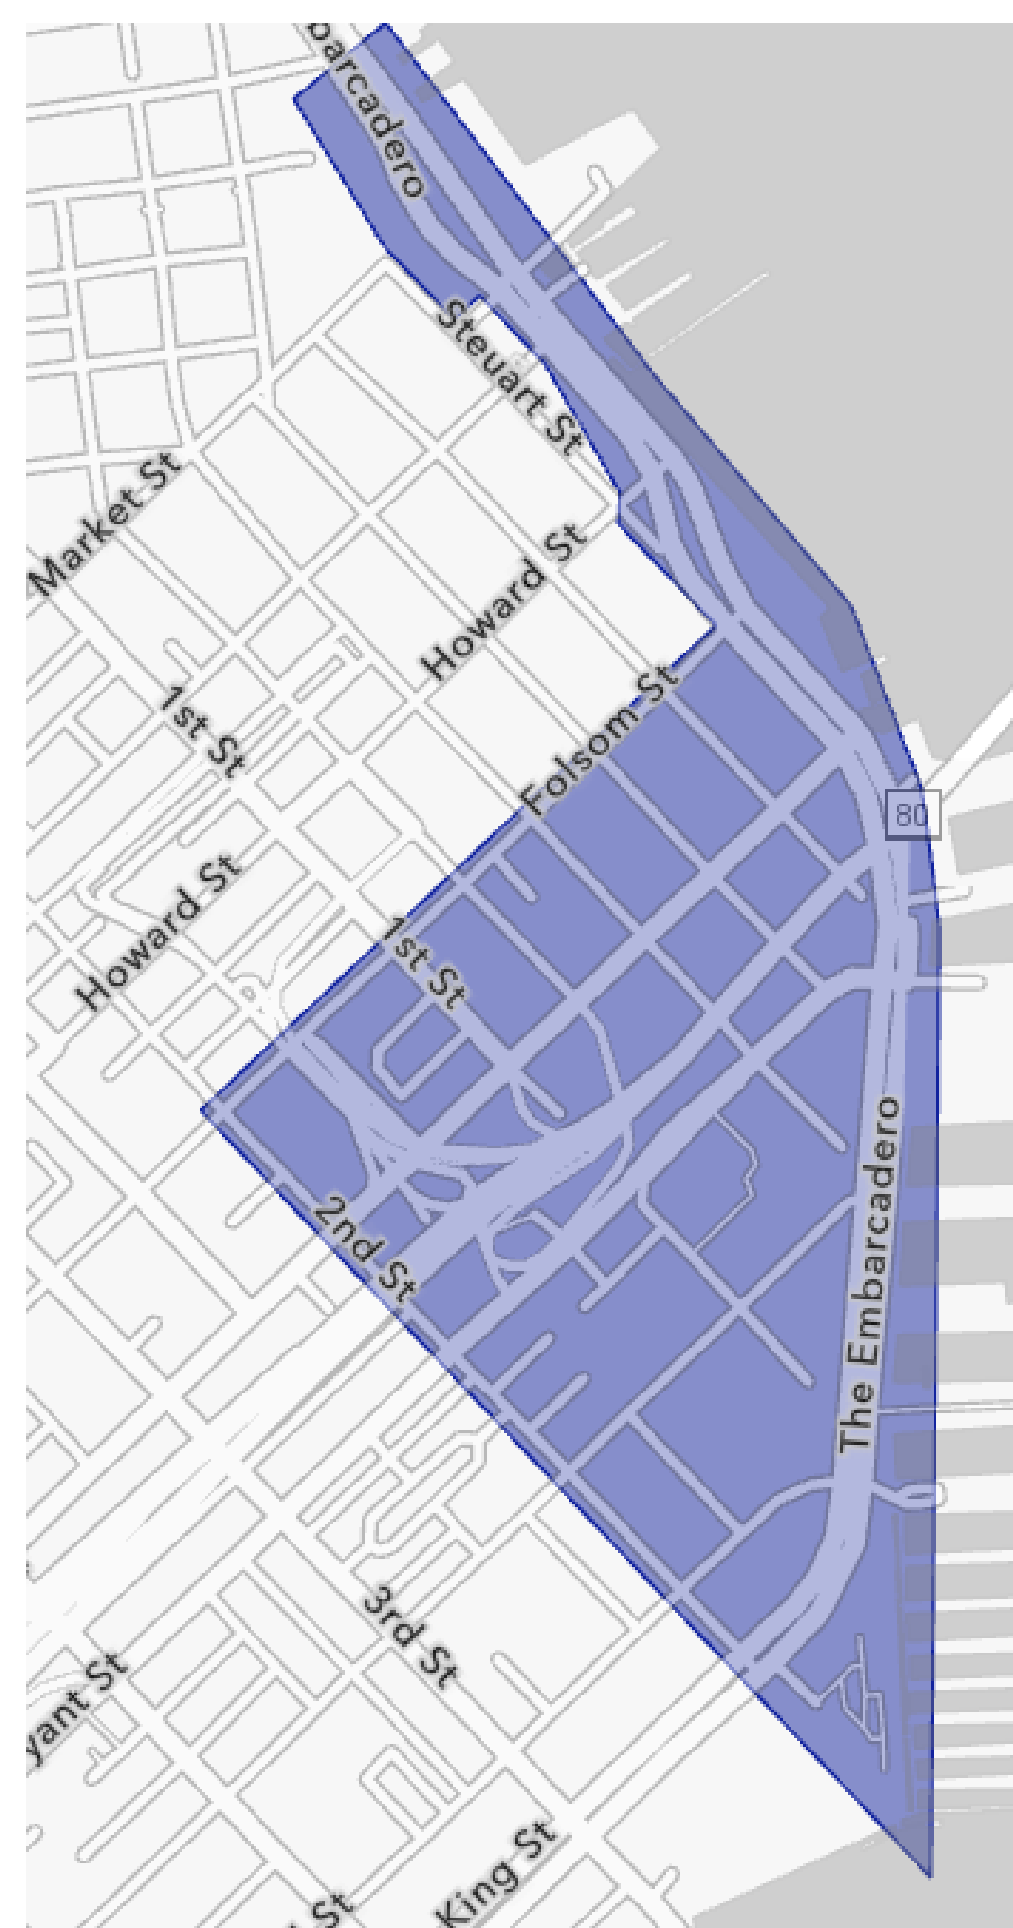 barcadero
Steuart St
Market St
Howard St
1st St
Folsom St
80
Howard St
1st St
The Embarcadero
2nd St
3rd St
yant St
King St
St